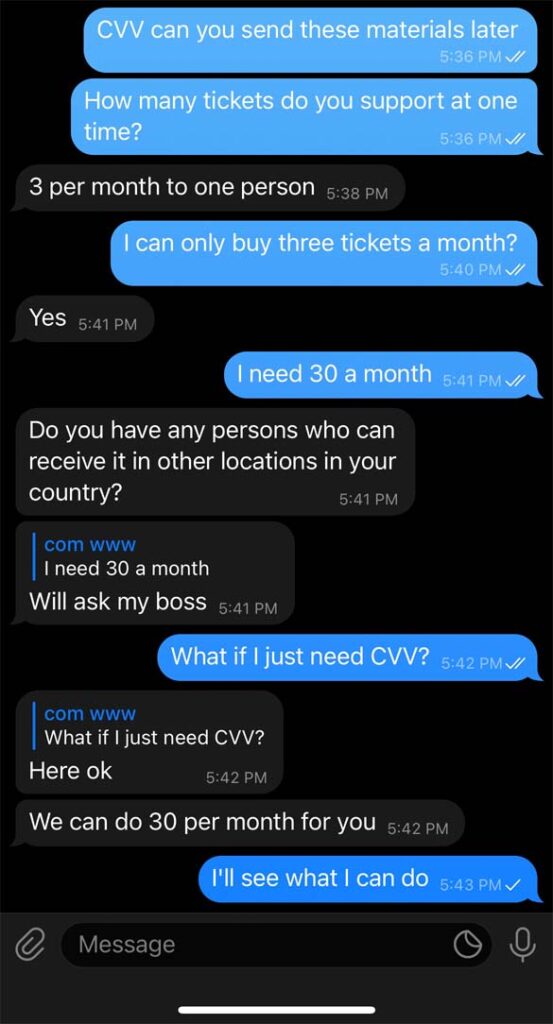 CVV can you send these materials later
5:36 PM
How many tickets do you support at one
time?
5:36 PM
3 per month to one person 5:38 PM
I can only buy three tickets a month?
5:40 PM
Yes 5:41 PM
I need 30 a month 5:41 PM
Do you have any persons who can
receive it in other locations in your
country?
5:41 PM
com www
I need 30 a month
Will ask my boss 5:41 PM
What if I just need CVV? 5:42 PM
com www
What if I just need CVV?
Here ok 5:42 PM
We can do 30 per month for you 5:42 PM
I'll see what I can do 5:43 PM
Message